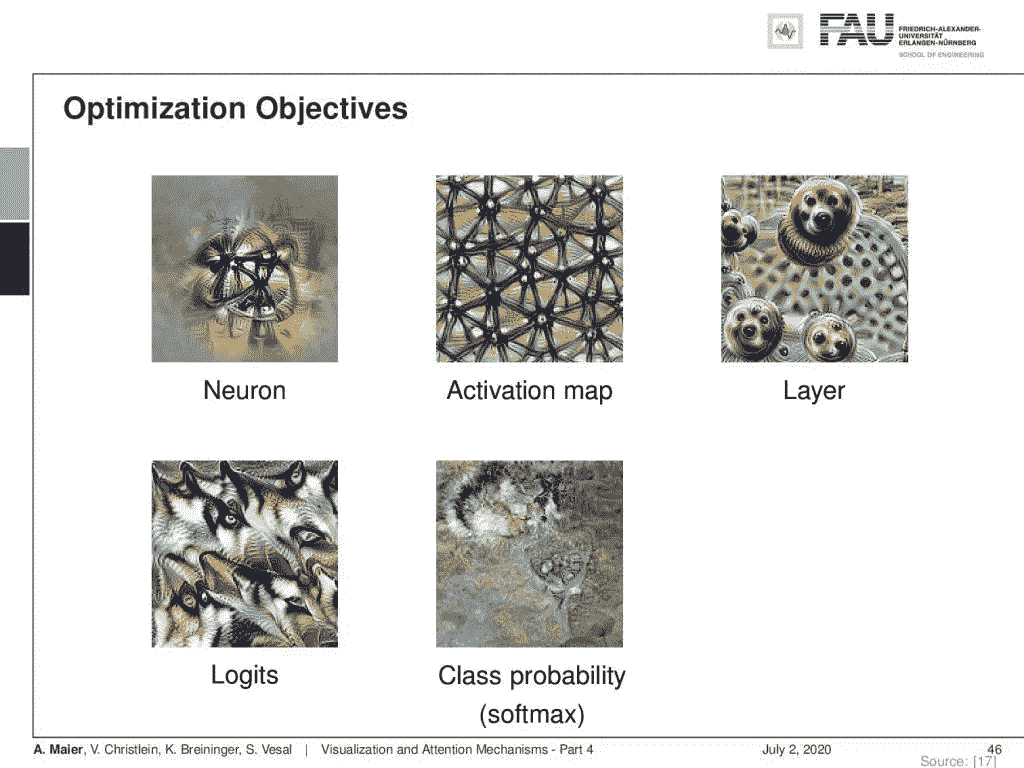 FAU
FRIEDRICH-ALEXANDER-
UNIVERSITÄT
ERLANGEN-NÜRNBERG
SCHOOL OF ENGINEERING
Optimization Objectives
Neuron
Activation map
Layer
Logits
Class probability
(softmax)
A. Maier, V. Christlein, K. Breininger, S. Vesal | Visualization and Attention Mechanisms - Part 4 July 2, 2020 46
Source: [17]